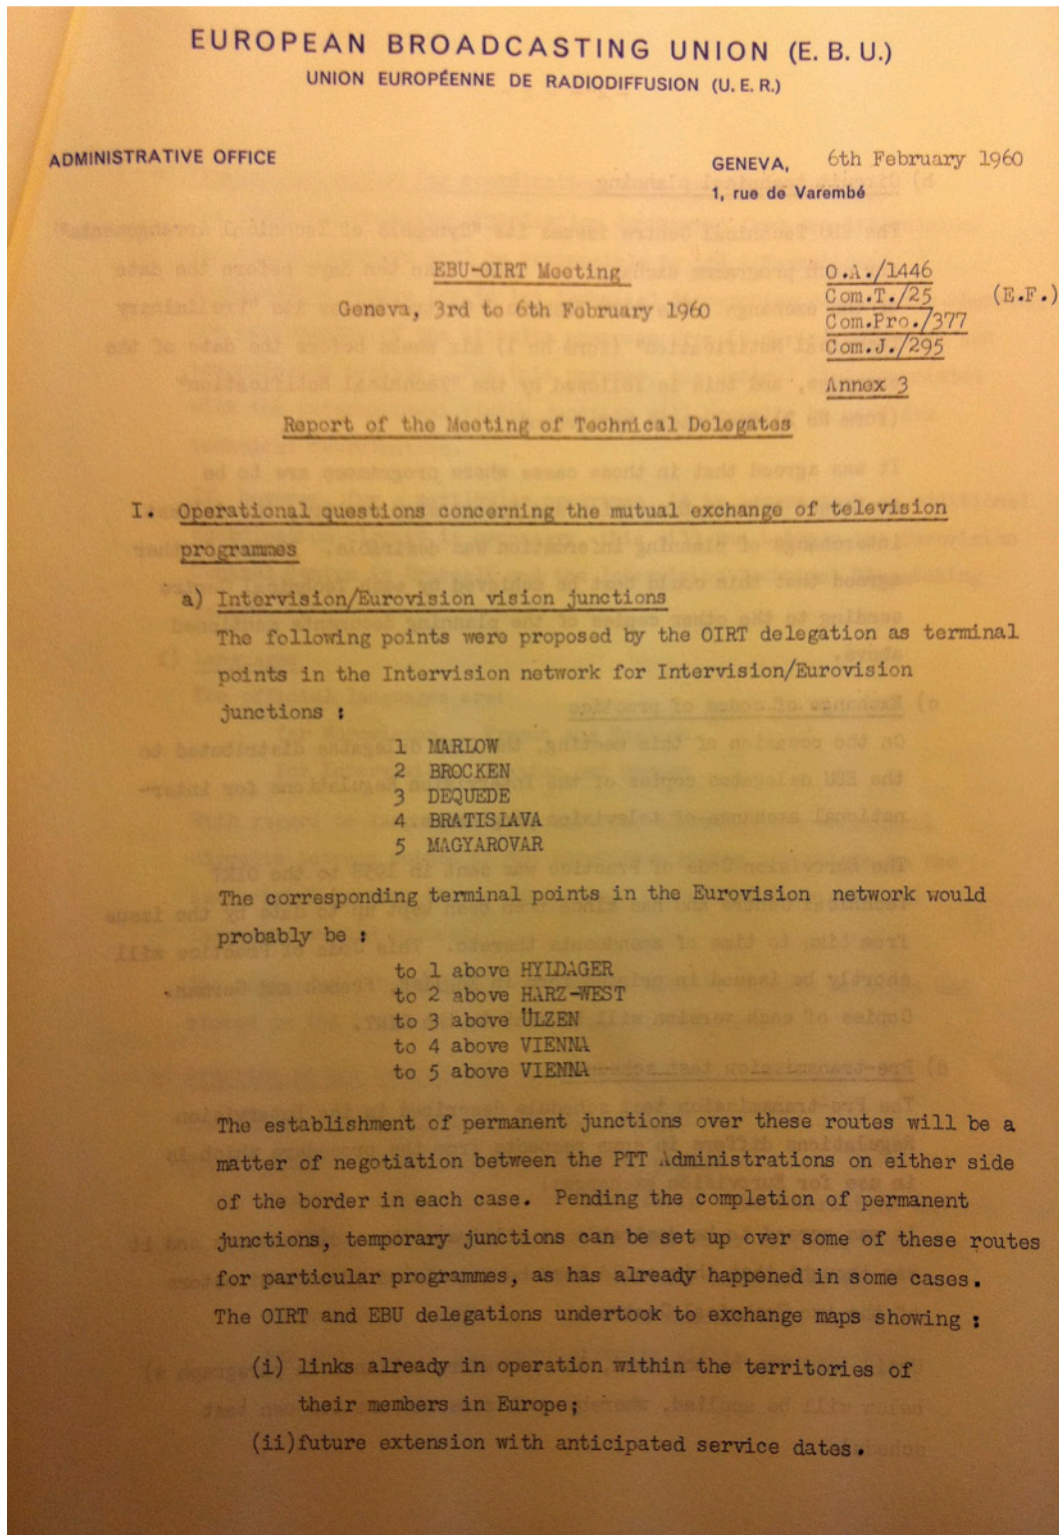 EUROPEAN BROADCASTING UNION (E. B. U.)
UNION EUROPÉENNE DE RADIODIFFUSION (U. E. R.)
ADMINISTRATIVE OFFICE
GENEVA, 6th February 1960
1, rue de Varembé
EBU-OIRT Meeting
Geneva, 3rd to 6th February 1960
O.A./1446
Com.T./25 (E.F.)
Com.Pro./377
Com.J./295
Annex 3
Report of the Meeting of Technical Delegates
I. Operational questions concerning the mutual exchange of television
programmes
a) Intervision/Eurovision vision junctions
The following points were proposed by the OIRT delegation as terminal
points in the Intervision network for Intervision/Eurovision
junctions :
1 MARLOW
2 BROCKEN
3 DEQUEDE
4 BRATISLAVA
5 MAGYAROVAR
The corresponding terminal points in the Eurovision network would
probably be :
to 1 above HYLDAGER
to 2 above HARZ-WEST
to 3 above ÜLZEN
to 4 above VIENNA
to 5 above VIENNA
The establishment of permanent junctions over these routes will be a
matter of negotiation between the PTT Administrations on either side
of the border in each case. Pending the completion of permanent
junctions, temporary junctions can be set up over some of these routes
for particular programmes, as has already happened in some cases.
The OIRT and EBU delegations undertook to exchange maps showing :
(i) links already in operation within the territories of
their members in Europe;
(ii)future extension with anticipated service dates.